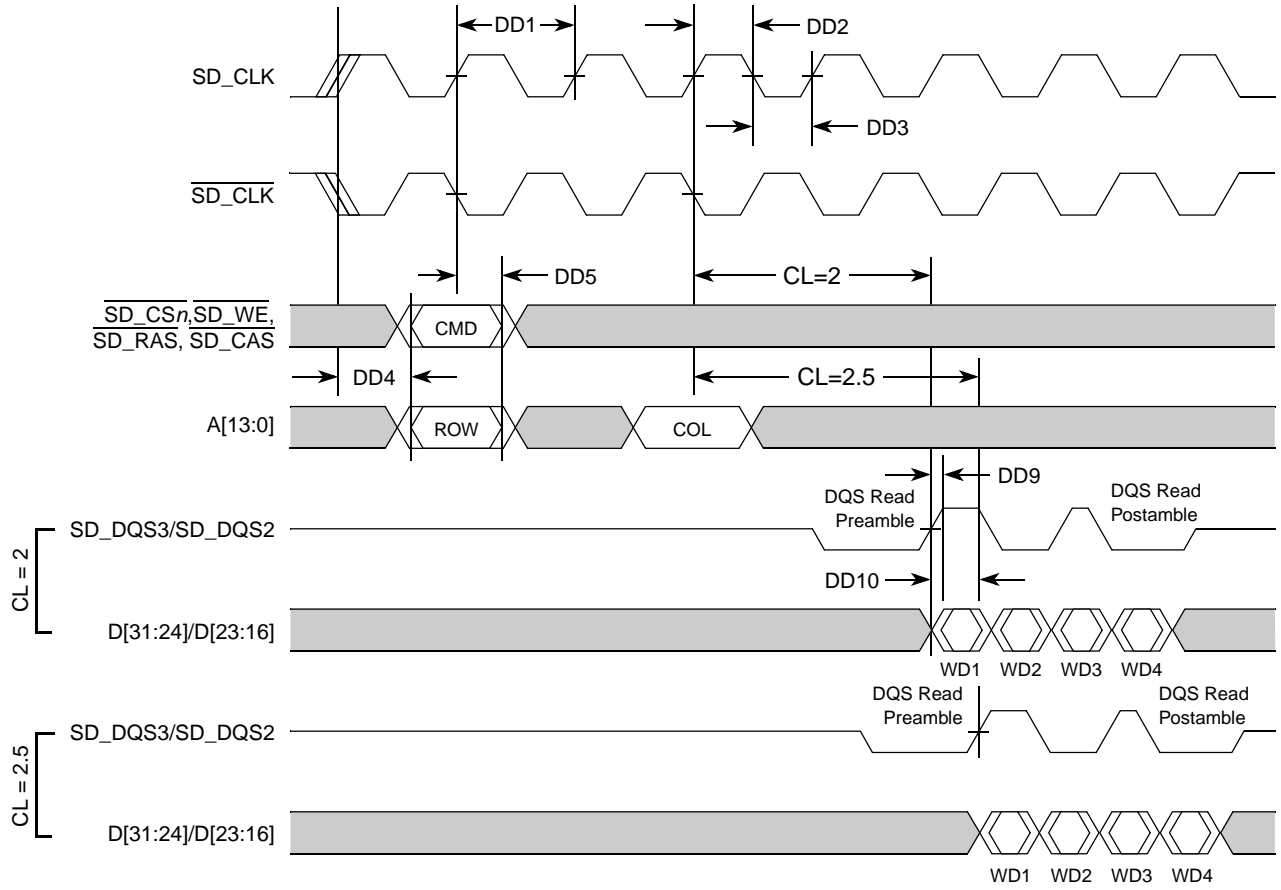 DD1
DD2
SD_CLK
DD3
SD_CLK
DD5
CL=2
SD_CSn,SD_WE,
SD_RAS, SD_CAS
CMD
DD4
CL=2.5
A[13:0]
ROW
COL
DD9
DQS Read
Preamble
DQS Read
Postamble
SD_DQS3/SD_DQS2
CL = 2
DD10
D[31:24]/D[23:16]
WD1 WD2 WD3 WD4
DQS Read
Preamble
DQS Read
Postamble
SD_DQS3/SD_DQS2
CL = 2.5
D[31:24]/D[23:16]
WD1 WD2 WD3 WD4